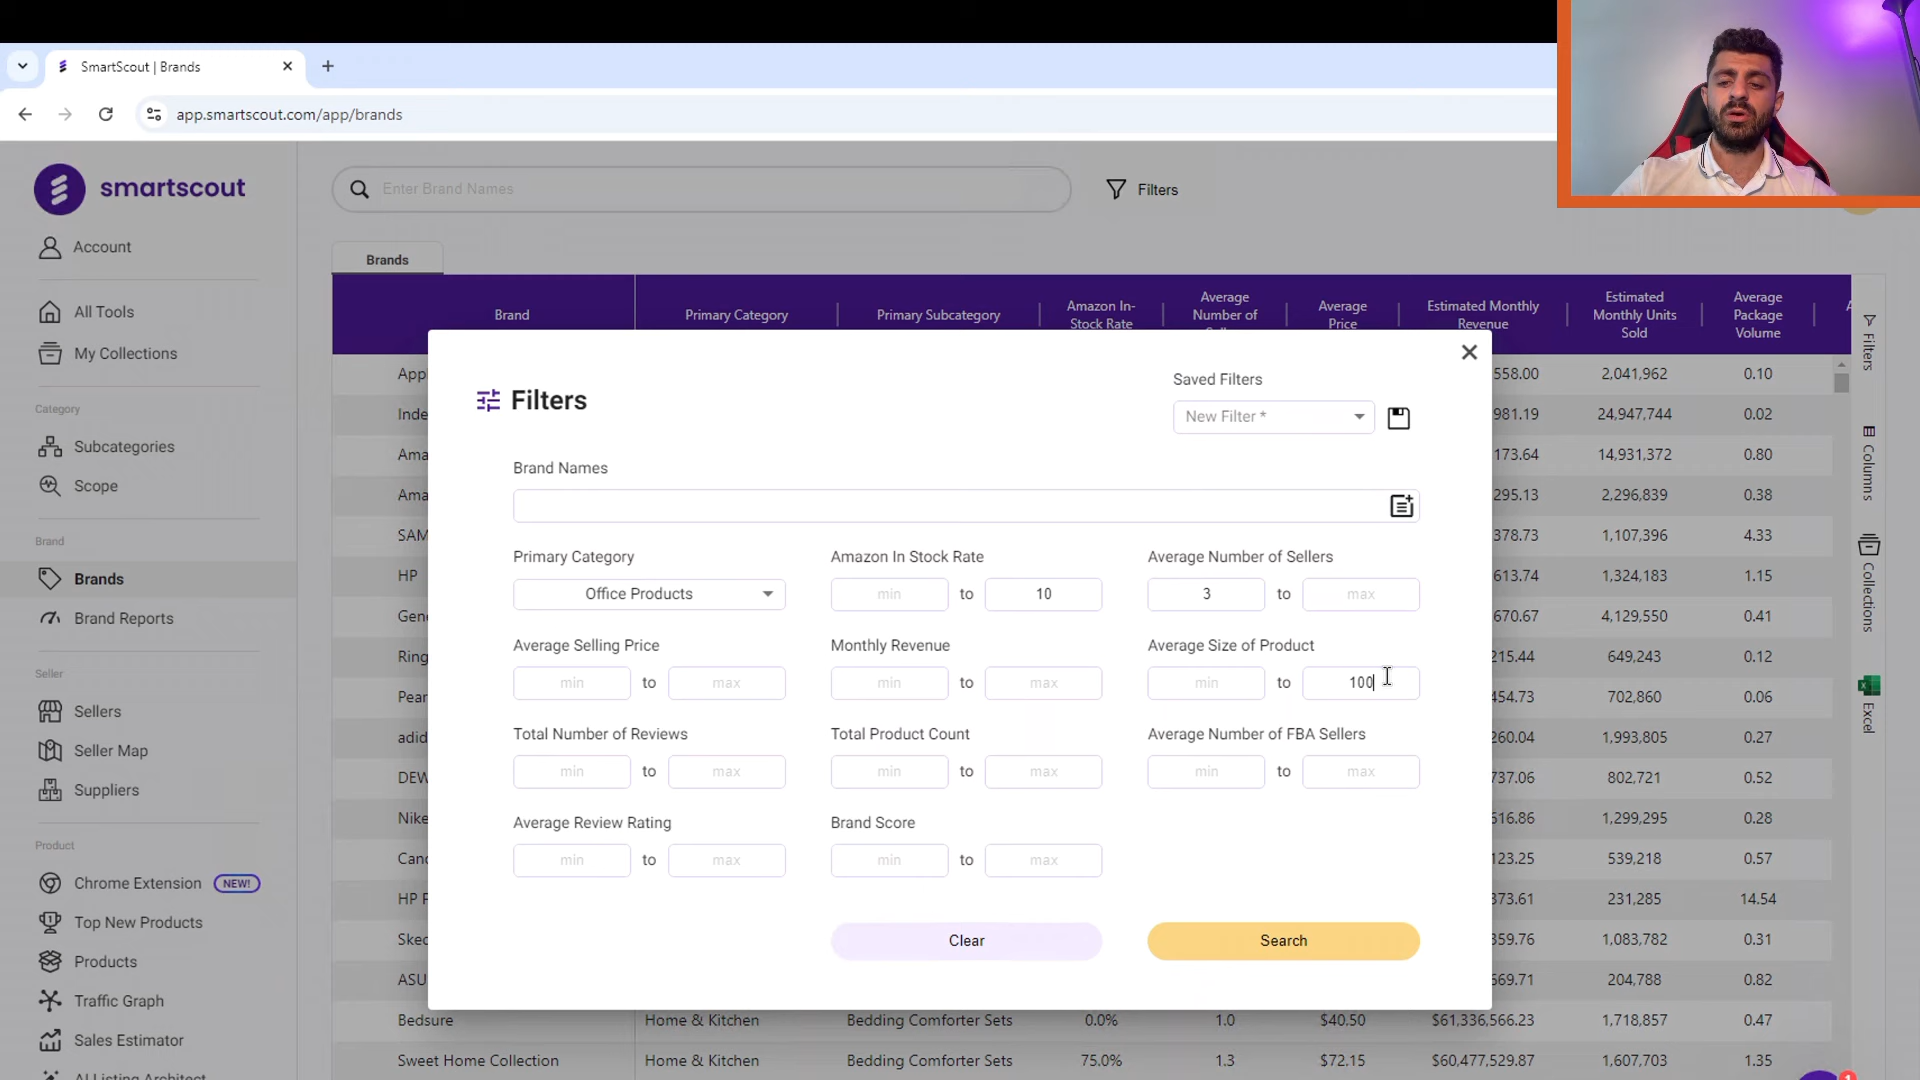 SmartScout | Brands
app.smartscout.com/app/brands
smartscout
Account
All Tools
My Collections
Category
Subcategories
Scope
Brand
Brands
Brand Reports
Seller
Sellers
Seller Map
Suppliers
Product
Chrome Extension NEW!
Top New Products
Products
Traffic Graph
Sales Estimator
Enter Brand Names
Filters
Brands
Brand
Primary Category
Primary Subcategory
Amazon In-
Stock Rate
Average
Number of
Average
Price
Estimated Monthly
Revenue
Estimated
Monthly Units
Sold
Average
Package
Volume
558.00 2,041,962 0.10
981.19 24,947,744 0.02
Ama 173.64 14,931,372 0.80
Ama 295.13 2,296,839 0.38
SAM 378.73 1,107,396 4.33
HP 613.74 1,324,183 1.15
Gen 670.67 4,129,550 0.41
Ring 215.44 649,243 0.12
Pear 454.73 702,860 0.06
adid 260.04 1,993,805 0.27
DEW 737.06 802,721 0.52
Nike 516.86 1,299,295 0.28
Cano 123.25 539,218 0.57
HP P 373.61 231,285 14.54
Skec 359.76 1,083,782 0.31
ASU 569.71 204,788 0.82
Bedsure Home & Kitchen Bedding Comforter Sets 0.0% 1.0 $40.50 $61,336,566.23 1,718,857 0.47
Sweet Home Collection Home & Kitchen Bedding Comforter Sets 75.0% 1.3 $72.15 $60,477,529.87 1,607,703 1.35
Filters
Columns
Collections
Excel
Filters
Saved Filters
New Filter *
Brand Names
Primary Category
Office Products
Amazon In Stock Rate
min to 10
Average Number of Sellers
3 to max
Average Selling Price
min to max
Monthly Revenue
min to max
Average Size of Product
min to 100
Total Number of Reviews
min to max
Total Product Count
min to max
Average Number of FBA Sellers
min to max
Average Review Rating
min to max
Brand Score
min to max
Clear
Search
1